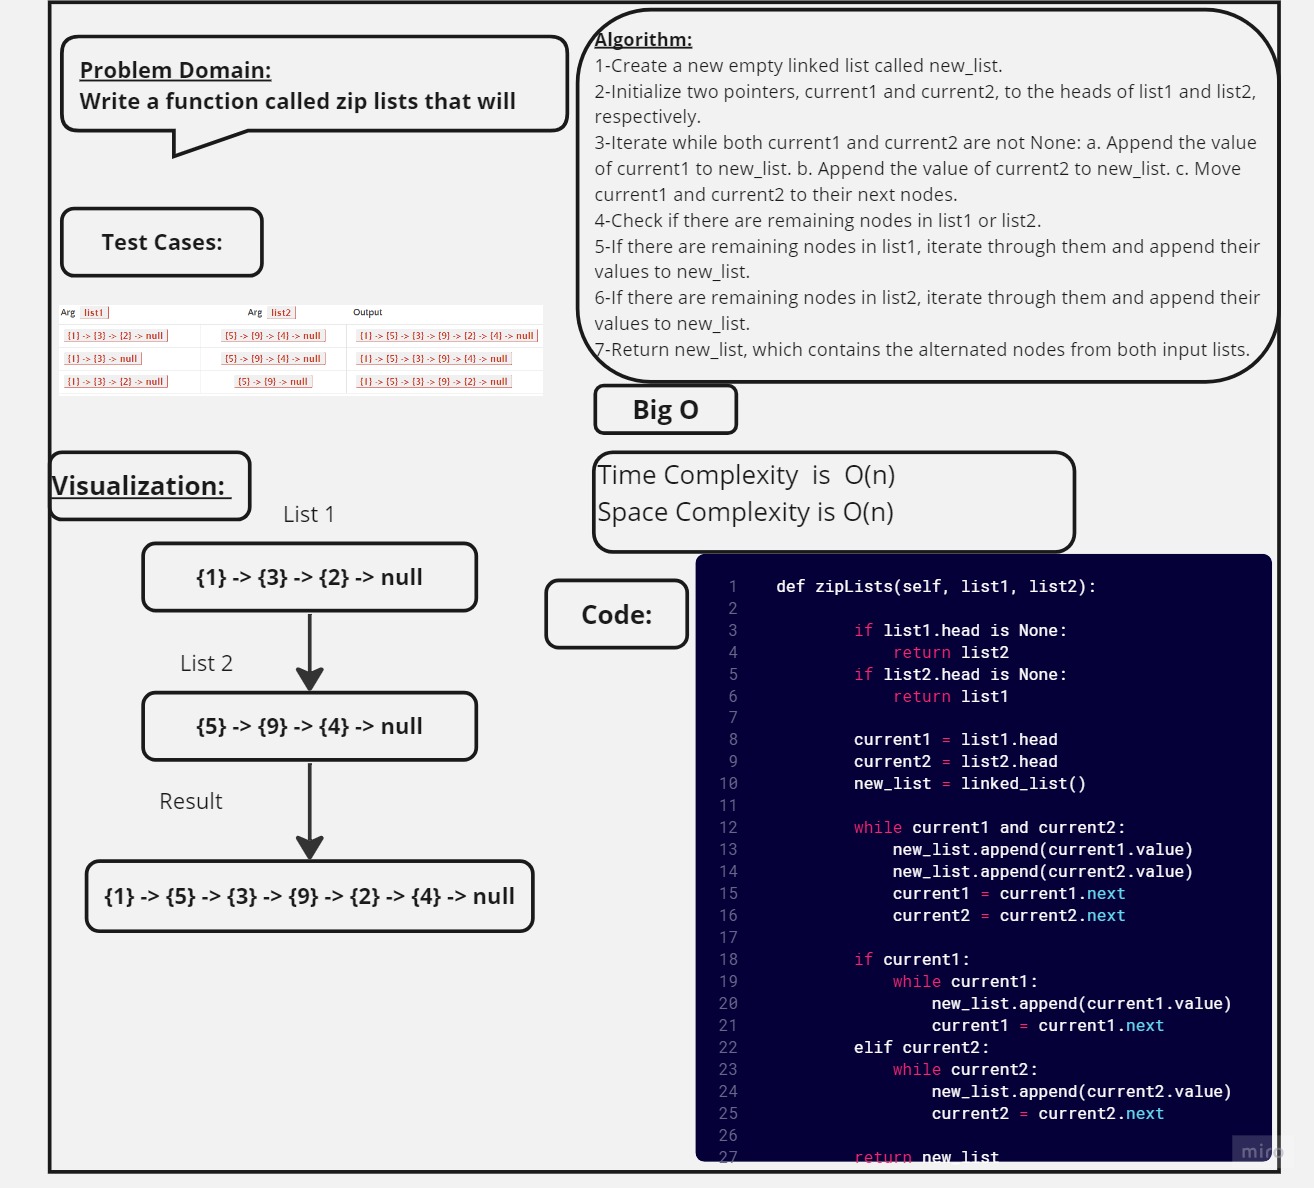 Problem Domain:
Write a function called zip lists that will
Test Cases:
Arg list1 Arg list2 Output
{1} -> {3} -> {2} -> null {5} -> {9} -> {4} -> null {1} -> {5} -> {3} -> {9} -> {2} -> {4} -> null
{1} -> {3} -> null {5} -> {9} -> {4} -> null {1} -> {5} -> {3} -> {9} -> {4} -> null
{1} -> {3} -> {2} -> null {5} -> {9} -> null {1} -> {5} -> {3} -> {9} -> {2} -> null
Visualization:
List 1
{1} -> {3} -> {2} -> null
List 2
{5} -> {9} -> {4} -> null
Result
{1} -> {5} -> {3} -> {9} -> {2} -> {4} -> null
Algorithm:
1-Create a new empty linked list called new_list.
2-Initialize two pointers, current1 and current2, to the heads of list1 and list2,
respectively.
3-Iterate while both current1 and current2 are not None: a. Append the value
of current1 to new_list. b. Append the value of current2 to new_list. c. Move
current1 and current2 to their next nodes.
4-Check if there are remaining nodes in list1 or list2.
5-If there are remaining nodes in list1, iterate through them and append their
values to new_list.
6-If there are remaining nodes in list2, iterate through them and append their
values to new_list.
7-Return new_list, which contains the alternated nodes from both input lists.
Big O
Time Complexity is O(n)
Space Complexity is O(n)
Code:
1 def zipLists(self, list1, list2):
2
3 if list1.head is None:
4 return list2
5 if list2.head is None:
6 return list1
7
8 current1 = list1.head
9 current2 = list2.head
10 new_list = linked_list()
11
12 while current1 and current2:
13 new_list.append(current1.value)
14 new_list.append(current2.value)
15 current1 = current1.next
16 current2 = current2.next
17
18 if current1:
19 while current1:
20 new_list.append(current1.value)
21 current1 = current1.next
22 elif current2:
23 while current2:
24 new_list.append(current2.value)
25 current2 = current2.next
26
27 return new_list
miro